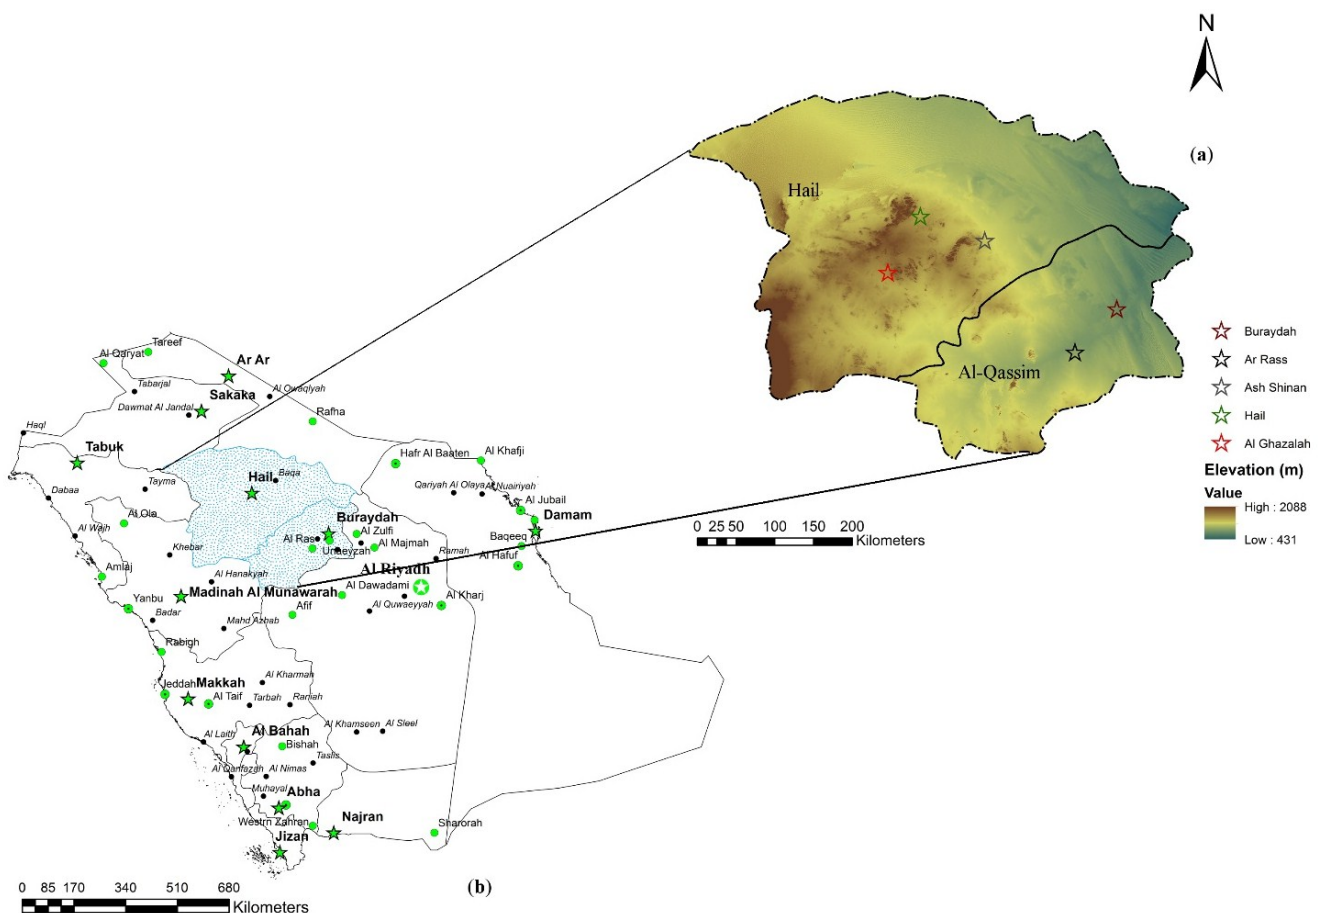 N
(a)
Hail
Al-Qassim
Buraydah
Ar Rass
Ash Shinan
Hail
Al Ghazalah
Elevation (m)
Value
High : 2088
Low : 431
0 25 50 100 150 200
Kilometers
Tareef
Al Qaryat
Ar Ar
Tabarjal
Sakaka
Al Owaqlyah
Dawmat Al Jandal
Rafha
Haql
Tabuk
Hafr Al Baaten
Al Khafji
Hail
Baqa
Tayma
Qariyah Al Olaya
Al Nuairiyah
Dabaa
Al Jubail
Al Ola
Buraydah
Damam
Al Wajh
Al Zulfi
Al Ras
Baqeeq
Unaeyzah
Al Majmah
Khebar
Ramah
Al Hafuf
Al Riyadh
Amlaj
Al Hanakyah
Al Dawadami
Madinah Al Munawarah
Yanbu
Al Quwaeyyah
Al Kharj
Afif
Badar
Mahd Azhab
Rabigh
Al Kharmah
Jeddah
Makkah
Al Taif
Tarbah
Raniah
Al Khamseen
Al Sleel
Al Laith
Al Bahah
Bishah
Taslis
Al Qanfazah
Al Nimas
Muhayal
Abha
Westrn Zahran
Najran
Sharorah
Jizan
(b)
0 85 170 340 510 680
Kilometers